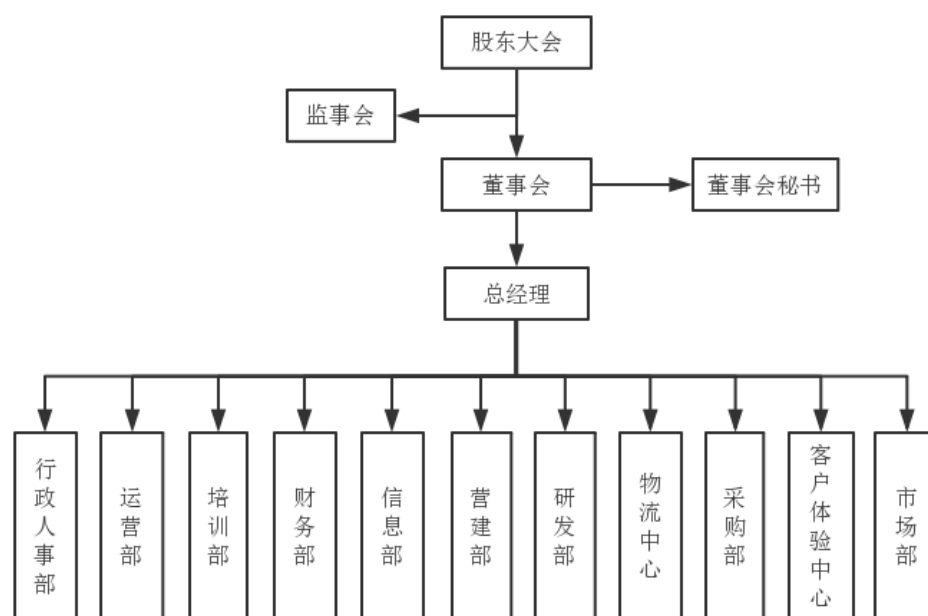 股东大会
监事会
董事会
董事会秘书
总经理
行政人事部
运营部
培训部
财务部
信息部
营建部
研发部
物流中心
采购部
客户体验中心
市场部